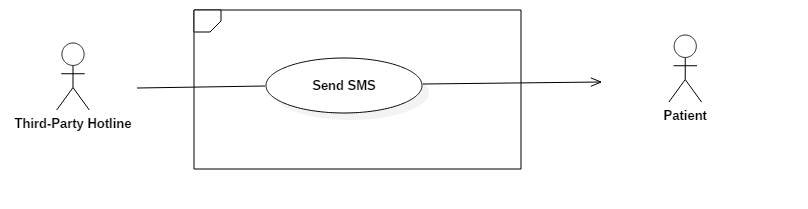 Send SMS
Third-Party Hotline
Patient